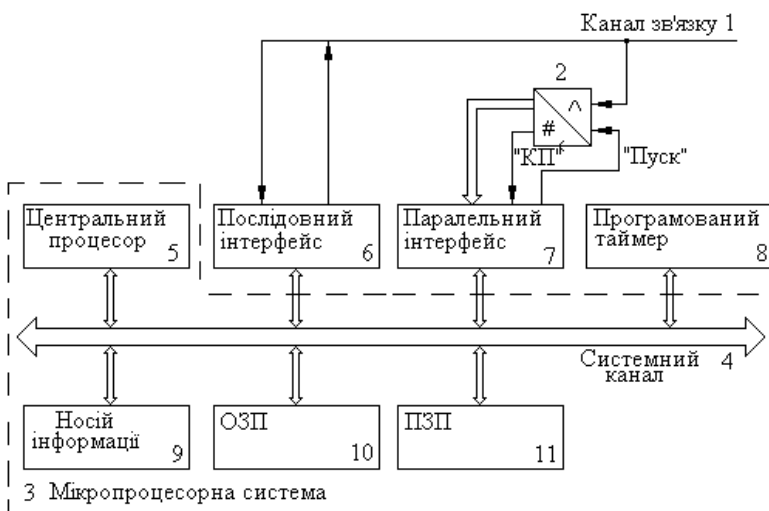 Канал зв'язку 1
2
^
#
"КП"
"Пуск"
Центральний
процесор 5
Послідовний
інтерфейс 6
Паралельний
інтерфейс 7
Програмований
таймер 8
Системний 4
канал
Носій
інформації 9
ОЗП
10
ПЗП
11
3 Мікропроцесорна система